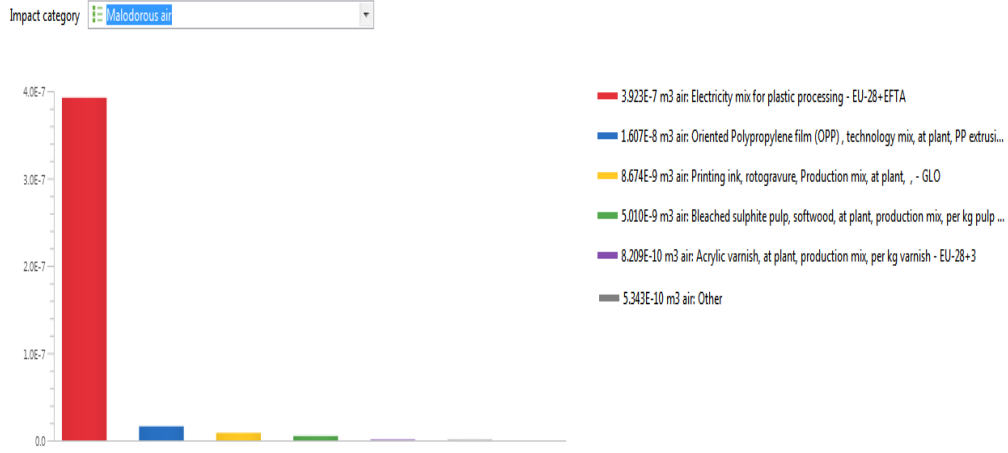 Impact category Malodorous air
4.0E-7
3.0E-7
2.0E-7
1.0E-7
0.0
3.923E-7 m3 air: Electricity mix for plastic processing - EU-28+EFTA
1.607E-8 m3 air: Oriented Polypropylene film (OPP) , technology mix, at plant, PP extrusi...
8.674E-9 m3 air: Printing ink, rotogravure, Production mix, at plant, , - GLO
5.010E-9 m3 air: Bleached sulphite pulp, softwood, at plant, production mix, per kg pulp ...
8.209E-10 m3 air: Acrylic varnish, at plant, production mix, per kg varnish - EU-28+3
5.343E-10 m3 air: Other